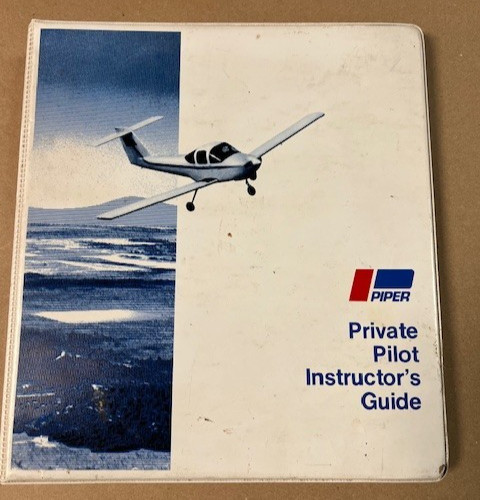 PIPER
Private
Pilot
Instructor's
Guide